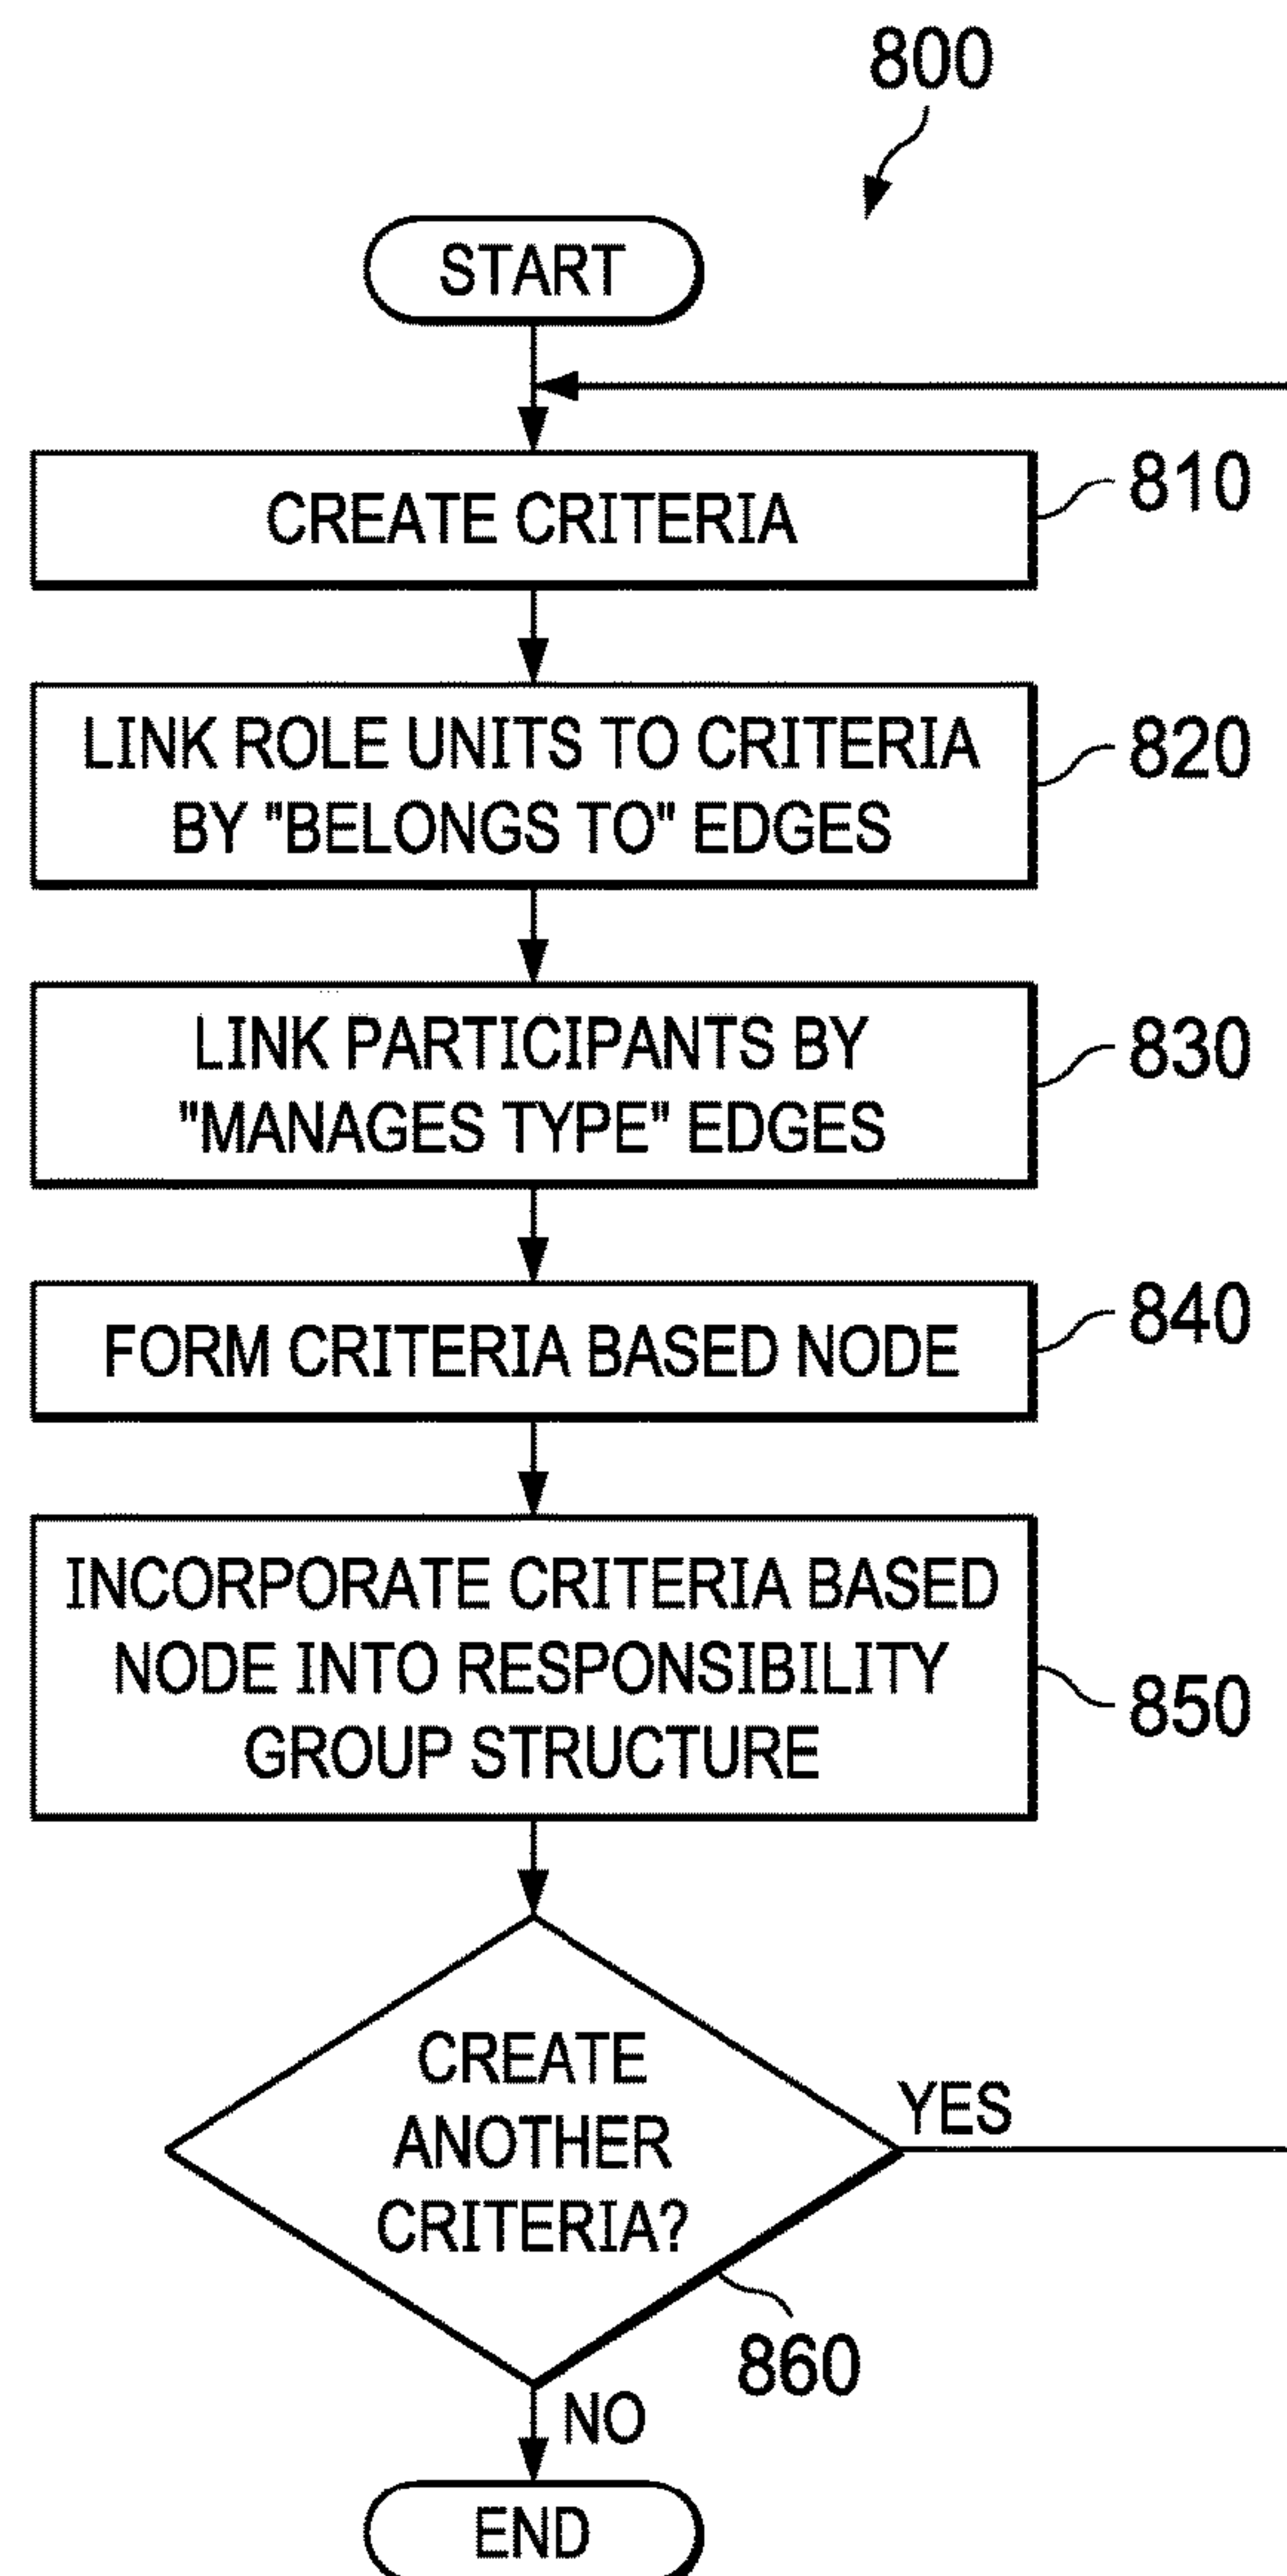 800
START
CREATE CRITERIA
810
LINK ROLE UNITS TO CRITERIA
BY "BELONGS TO" EDGES
820
LINK PARTICIPANTS BY
"MANAGES TYPE" EDGES
830
FORM CRITERIA BASED NODE
840
INCORPORATE CRITERIA BASED
NODE INTO RESPONSIBILITY
GROUP STRUCTURE
850
CREATE
ANOTHER
CRITERIA?
YES
860
NO
END